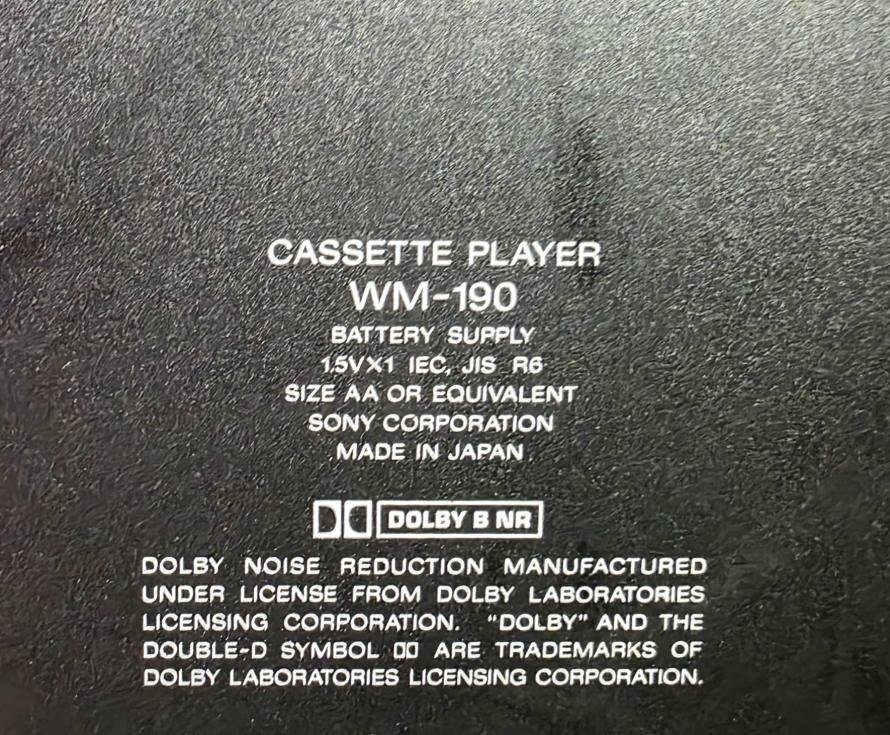 CASSETTE PLAYER
WM-190
BATTERY SUPPLY
1.5VX1 IEC, JIS R6
SIZE AA OR EQUIVALENT
SONY CORPORATION
MADE IN JAPAN
DOLBY B NR
DOLBY NOISE REDUCTION MANUFACTURED
UNDER LICENSE FROM DOLBY LABORATORIES
LICENSING CORPORATION. “DOLBY” AND THE
DOUBLE-D SYMBOL ARE TRADEMARKS OF
DOLBY LABORATORIES LICENSING CORPORATION.